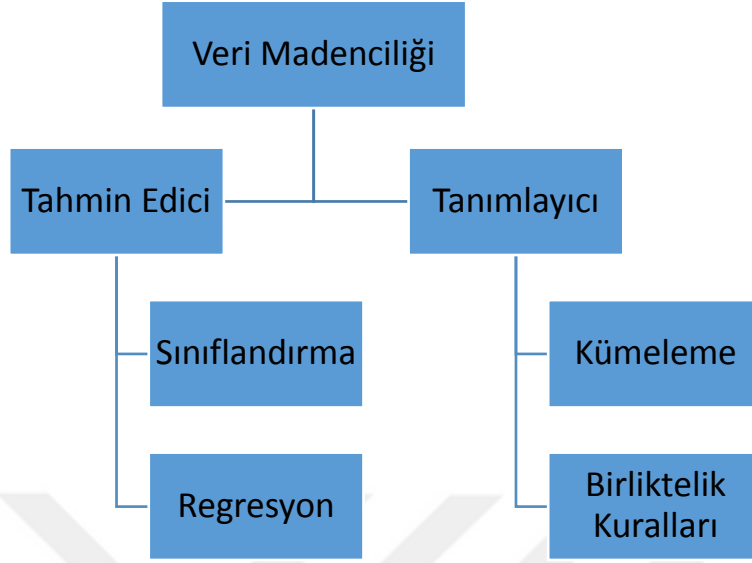 Veri Madenciliği
Tahmin Edici
Tanımlayıcı
Sınıflandırma
Kümeleme
Regresyon
Birliktelik
Kuralları